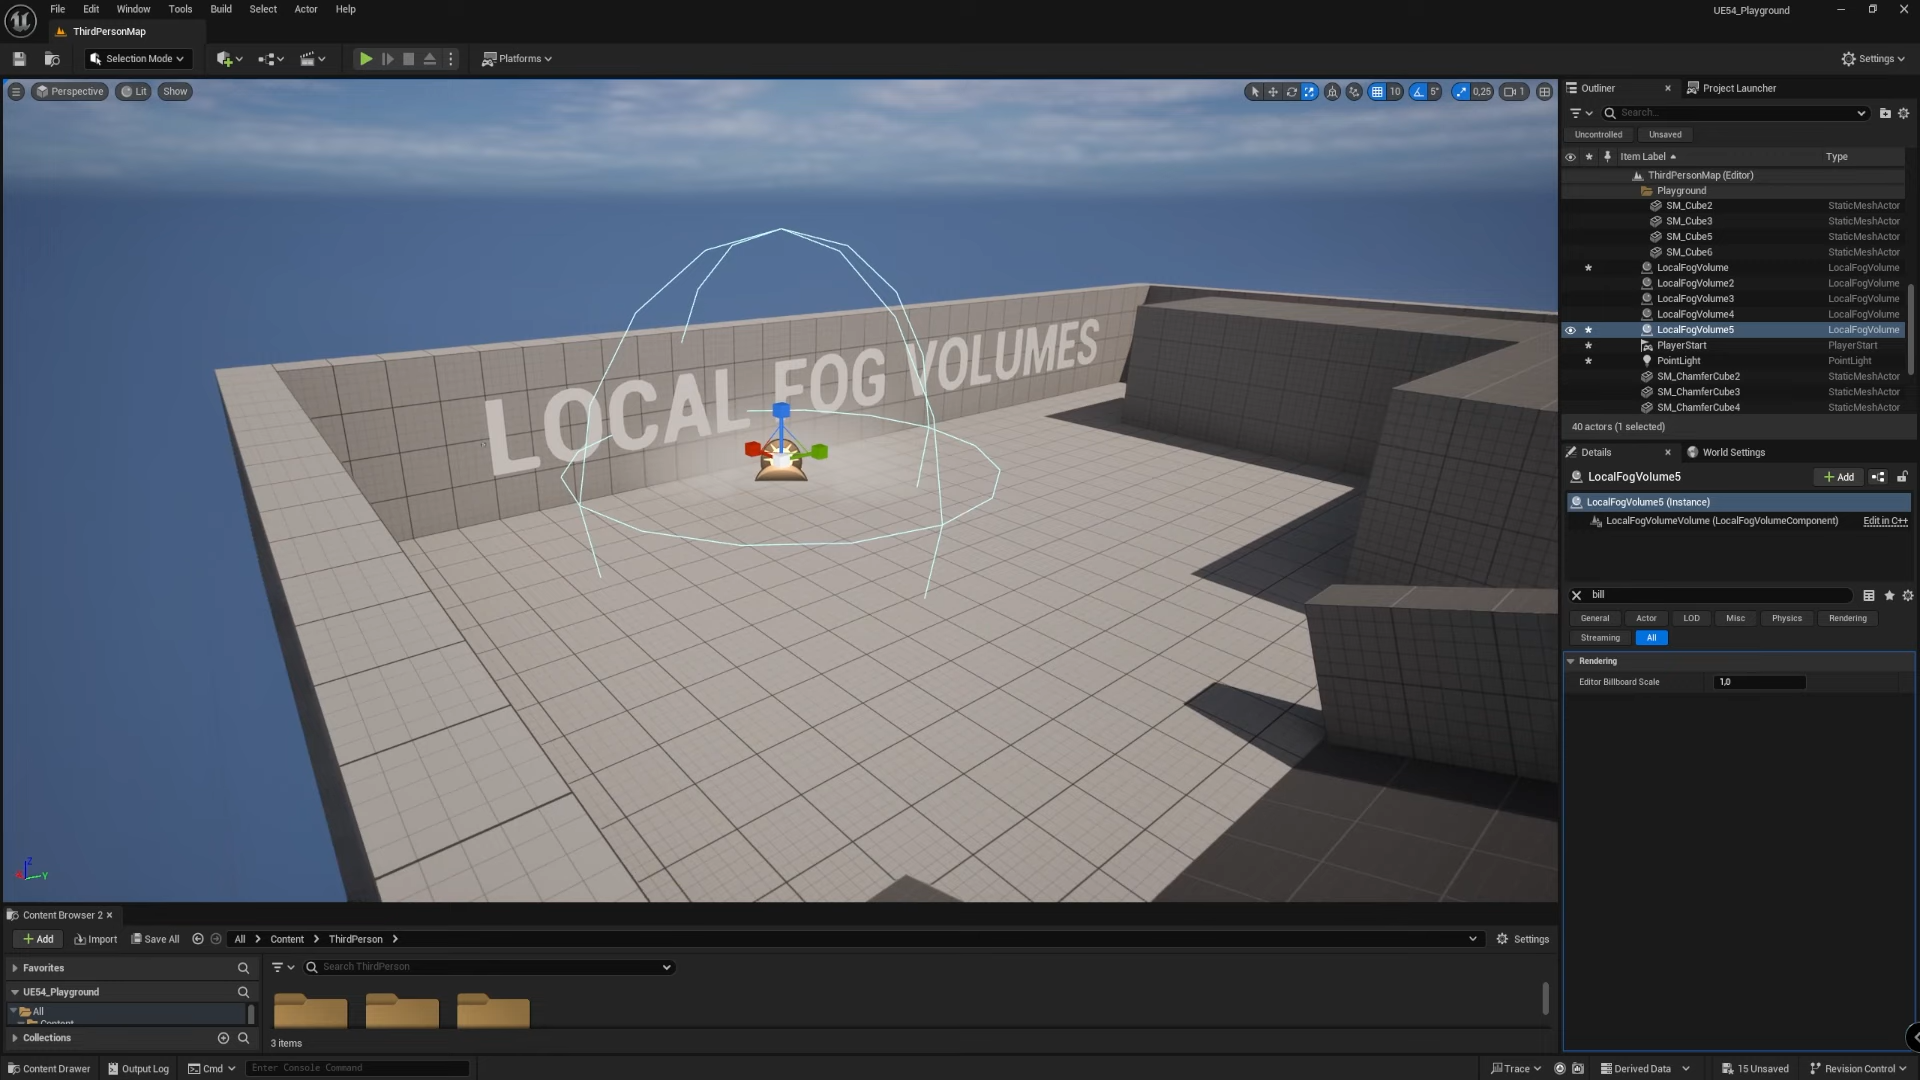 File Edit Window Tools Build Select Actor Help
UE54_Playground
ThirdPersonMap
Selection Mode
Platforms
Settings
Perspective
Lit
Show
10
5°
0,25
1
LOCAL FOG VOLUMES
Z
Y
Outliner
Project Launcher
Search...
Uncontrolled
Unsaved
Item Label
Type
ThirdPersonMap (Editor)
Playground
SM_Cube2 StaticMeshActor
SM_Cube3 StaticMeshActor
SM_Cube5 StaticMeshActor
SM_Cube6 StaticMeshActor
LocalFogVolume LocalFogVolume
LocalFogVolume2 LocalFogVolume
LocalFogVolume3 LocalFogVolume
LocalFogVolume4 LocalFogVolume
LocalFogVolume5 LocalFogVolume
PlayerStart PlayerStart
PointLight PointLight
SM_ChamferCube2 StaticMeshActor
SM_ChamferCube3 StaticMeshActor
SM_ChamferCube4 StaticMeshActor
40 actors (1 selected)
Details
World Settings
LocalFogVolume5
Add
LocalFogVolume5 (Instance)
LocalFogVolumeVolume (LocalFogVolumeComponent) Edit in C++
bill
General Actor LOD Misc Physics Rendering
Streaming All
Rendering
Editor Billboard Scale 1,0
Content Browser 2
Add Import Save All All > Content > ThirdPerson >
Settings
Favorites
Search ThirdPerson
UE54_Playground
All
Content
Collections
3 items
Content Drawer Output Log Cmd Enter Console Command
Trace Derived Data 15 Unsaved Revision Control